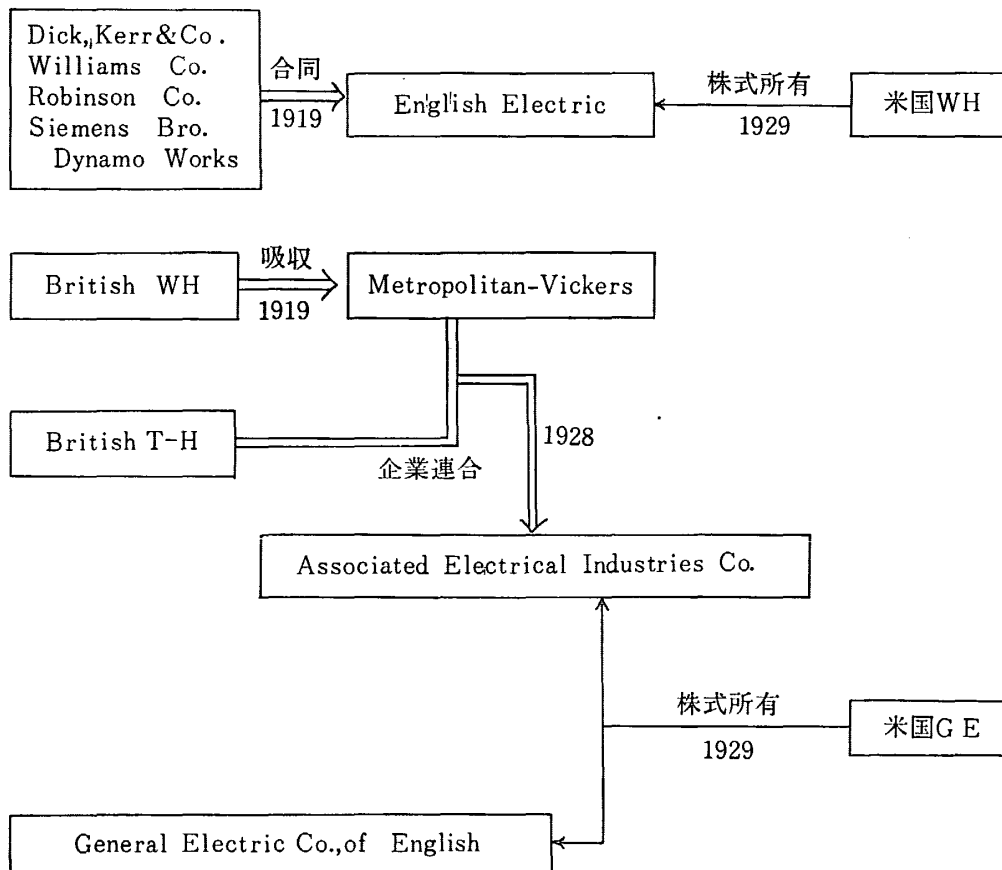 Dick, Kerr & Co.
Williams Co.
Robinson Co.
Siemens Bro.
Dynamo Works
合同
1919
English Electric
株式所有
1929
米国WH
British WH
吸収
1919
Metropolitan-Vickers
British T-H
企業連合
1928
Associated Electrical Industries Co.
株式所有
1929
米国GE
General Electric Co., of English